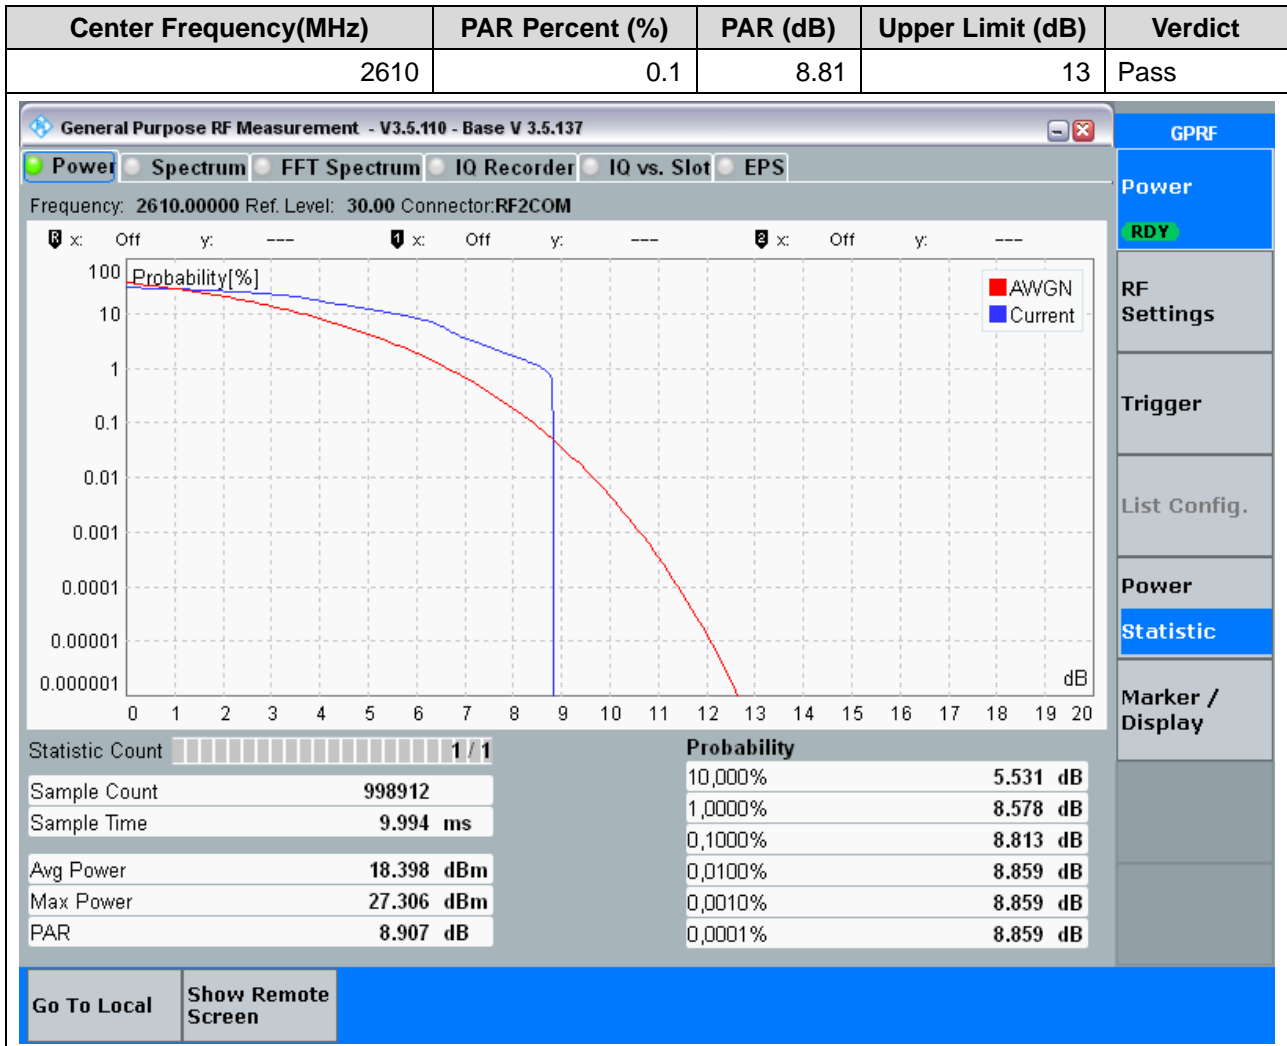 Center Frequency(MHz) PAR Percent (%) PAR (dB) Upper Limit (dB) Verdict
2610 0.1 8.81 13 Pass
General Purpose RF Measurement - V3.5.110 - Base V 3.5.137
GPRF
Power Spectrum FFT Spectrum IQ Recorder IQ vs. Slot EPS
Power
RDY
Frequency: 2610.00000 Ref. Level: 30.00 Connector:RF2COM
R x: Off y: --- 1 x: Off y: --- 2 x: Off y: ---
Probability[%]
AWGN
Current
100
10
1
0.1
0.01
0.001
0.0001
0.00001
0.000001
dB
0 1 2 3 4 5 6 7 8 9 10 11 12 13 14 15 16 17 18 19 20
RF
Settings
Trigger
List Config.
Power
Statistic
Marker /
Display
Statistic Count 1 / 1
Sample Count 998912
Sample Time 9.994 ms
Avg Power 18.398 dBm
Max Power 27.306 dBm
PAR 8.907 dB
Probability
10,000% 5.531 dB
1,0000% 8.578 dB
0,1000% 8.813 dB
0,0100% 8.859 dB
0,0010% 8.859 dB
0,0001% 8.859 dB
Go To Local
Show Remote
Screen